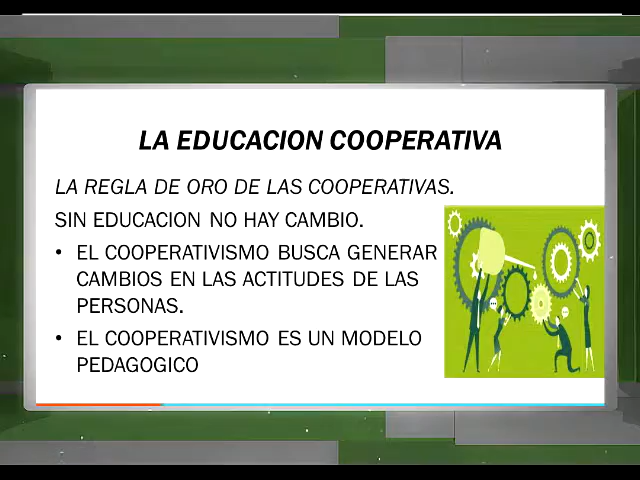 LA EDUCACION COOPERATIVA
LA REGLA DE ORO DE LAS COOPERATIVAS.
SIN EDUCACION NO HAY CAMBIO.
• EL COOPERATIVISMO BUSCA GENERAR
CAMBIOS EN LAS ACTITUDES DE LAS
PERSONAS.
• EL COOPERATIVISMO ES UN MODELO
PEDAGOGICO